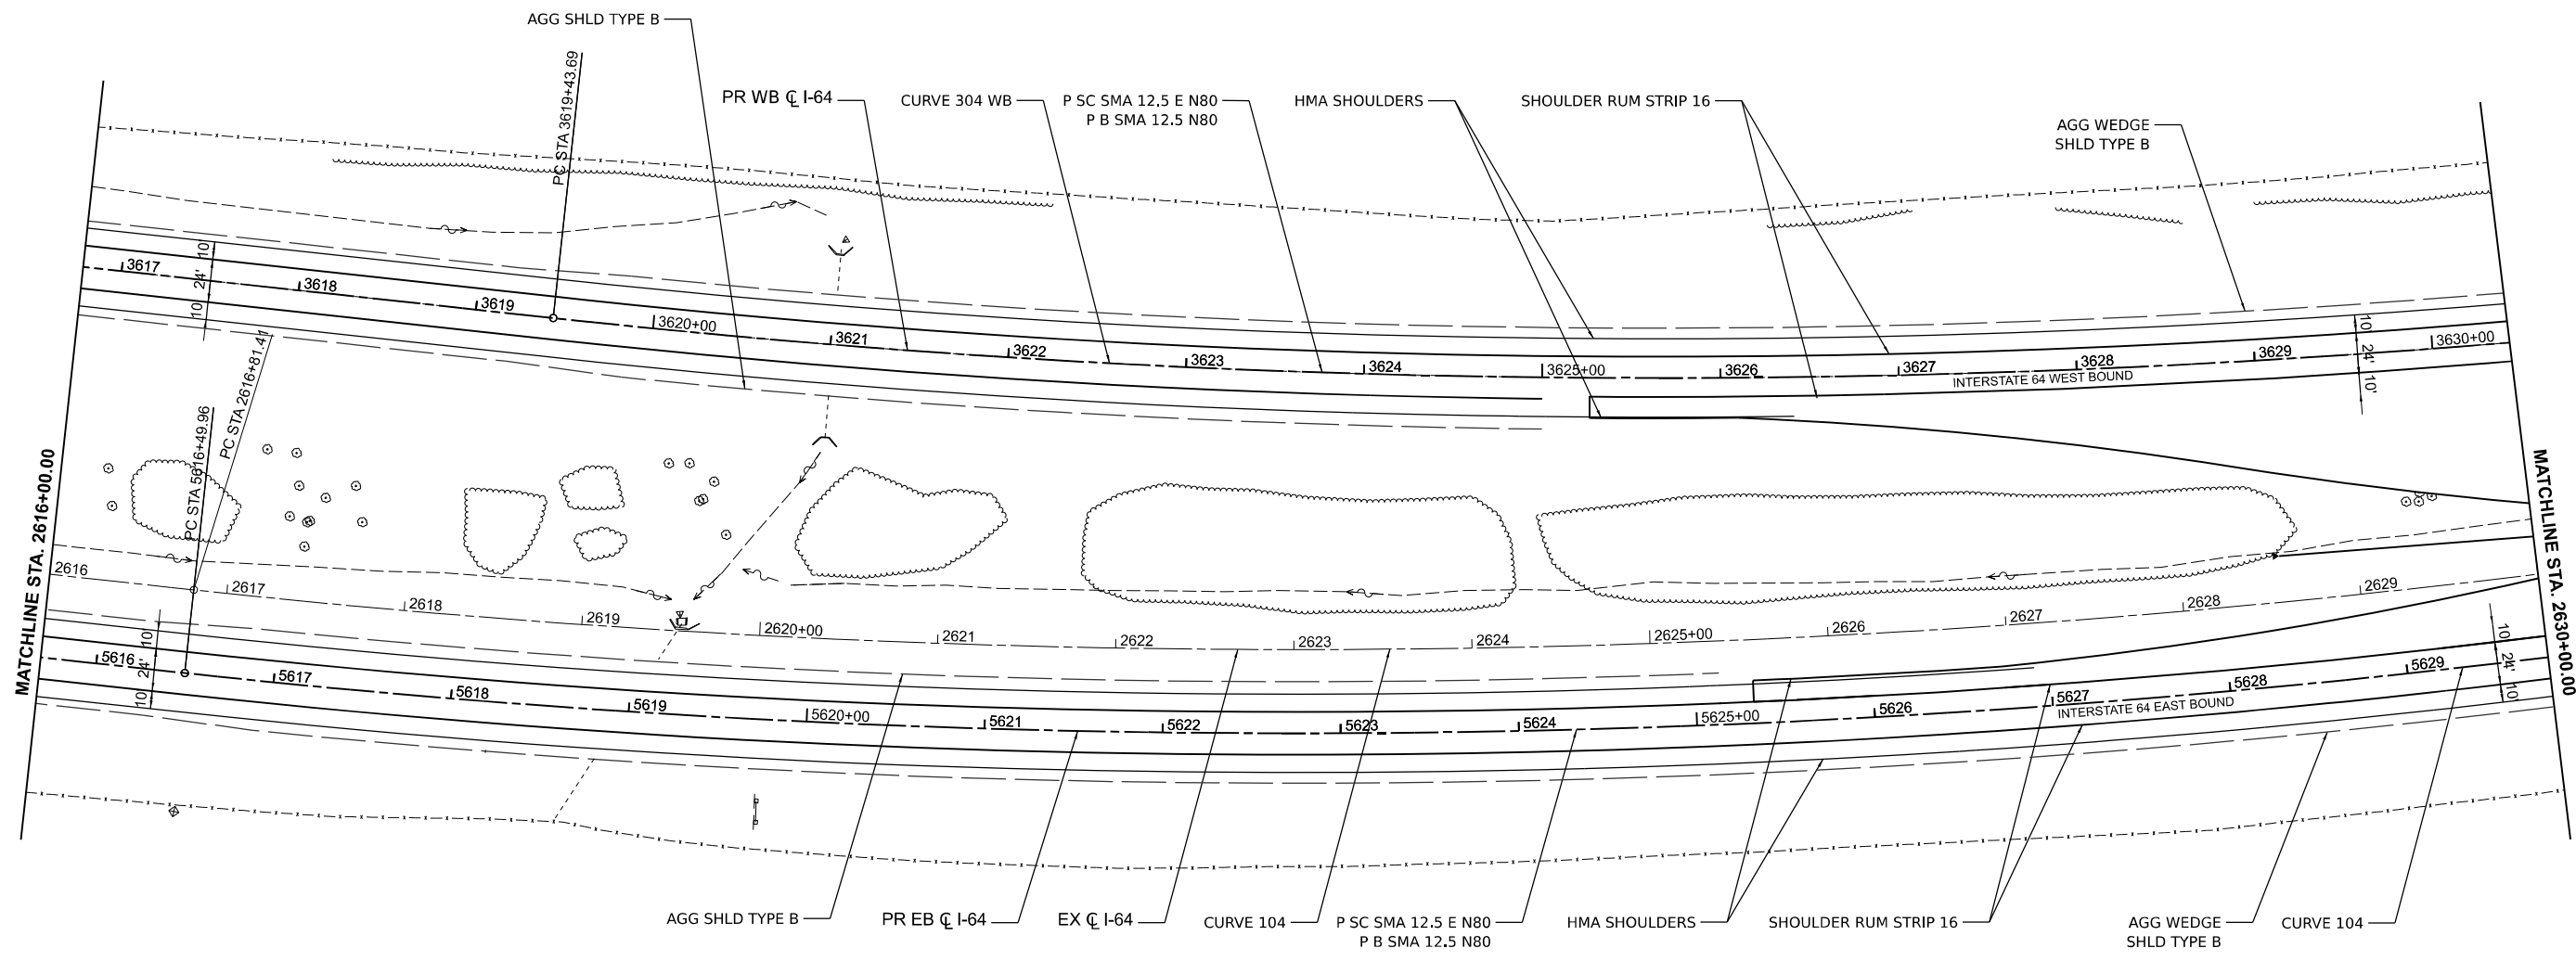 AGG SHLD TYPE B
PC STA 3619+43.69
PR WB ℄ I-64
CURVE 304 WB
P SC SMA 12.5 E N80
P B SMA 12.5 N80
HMA SHOULDERS
SHOULDER RUM STRIP 16
AGG WEDGE
SHLD TYPE B
10'
24'
10'
3617
3618
3619
3620+00
3621
3622
3623
3624
3625+00
3626
3627
3628
3629
3630+00
INTERSTATE 64 WEST BOUND
10'
24'
10'
PC STA 2616+81.41
PC STA 5616+49.96
MATCHLINE STA. 2616+00.00
MATCHLINE STA. 2630+00.00
2616
2617
2618
2619
2620+00
2621
2622
2623
2624
2625+00
2626
2627
2628
2629
10'
24'
10'
5616
5617
5618
5619
5620+00
5621
5622
5623
5624
5625+00
5626
5627
5628
5629
INTERSTATE 64 EAST BOUND
10'
24'
10'
AGG SHLD TYPE B
PR EB ℄ I-64
EX ℄ I-64
CURVE 104
P SC SMA 12.5 E N80
P B SMA 12.5 N80
HMA SHOULDERS
SHOULDER RUM STRIP 16
AGG WEDGE
SHLD TYPE B
CURVE 104